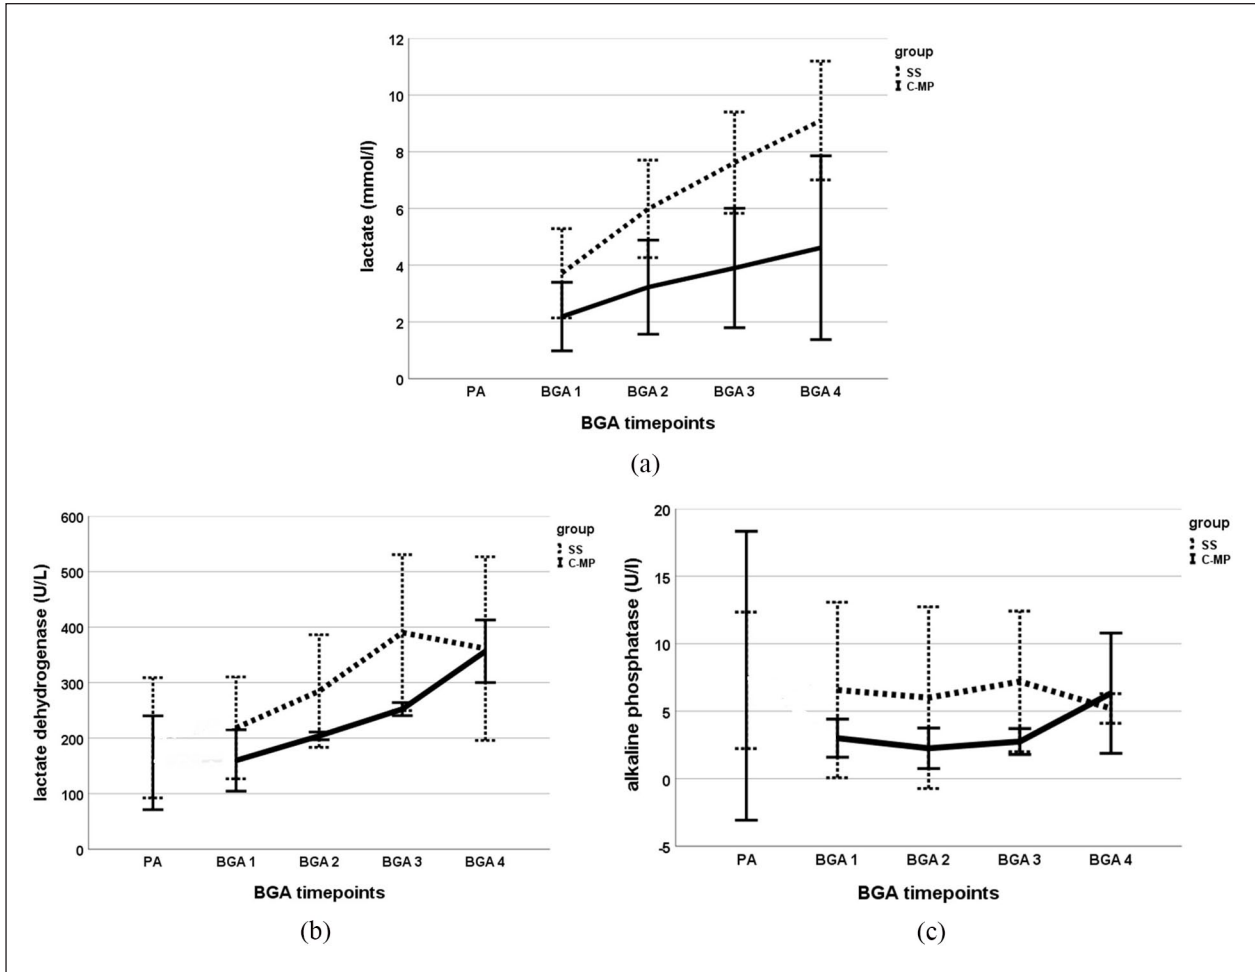 12
10
8
6
4
2
0
lactate (mmol/l)
PA BGA 1 BGA 2 BGA 3 BGA 4
BGA timepoints
group
SS
C-MP
(a)
600
500
400
300
200
100
0
lactate dehydrogenase (U/L)
PA BGA 1 BGA 2 BGA 3 BGA 4
BGA timepoints
group
SS
C-MP
(b)
20
15
10
5
0
-5
alkaline phosphatase (U/l)
PA BGA 1 BGA 2 BGA 3 BGA 4
BGA timepoints
group
SS
C-MP
(c)